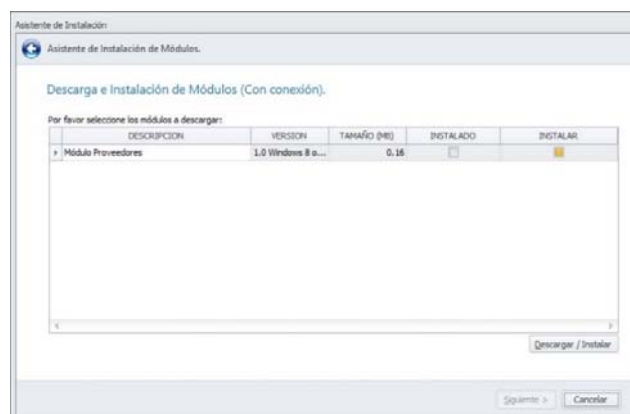 Asistente de Instalación
Asistente de Instalación de Módulos.
Descarga e Instalación de Módulos (Con conexión).
Por favor seleccione los módulos a descargar:
DESCRIPCION VERSION TAMAÑO (MB) INSTALADO INSTALAR
Módulo Proveedores 1.0 Windows 8 o.... 0.16
Descargar / Instalar
Siguiente > Cancelar